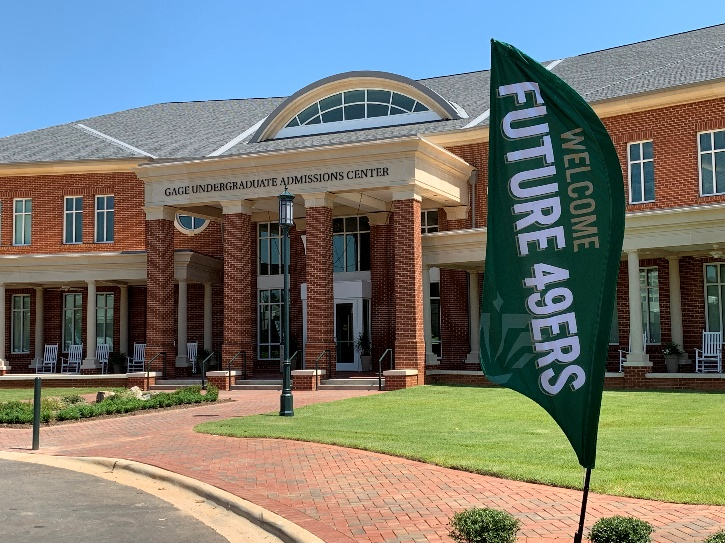 GAGE UNDERGRADUATE ADMISSIONS CENTER
WELCOME
FUTURE 49ERS